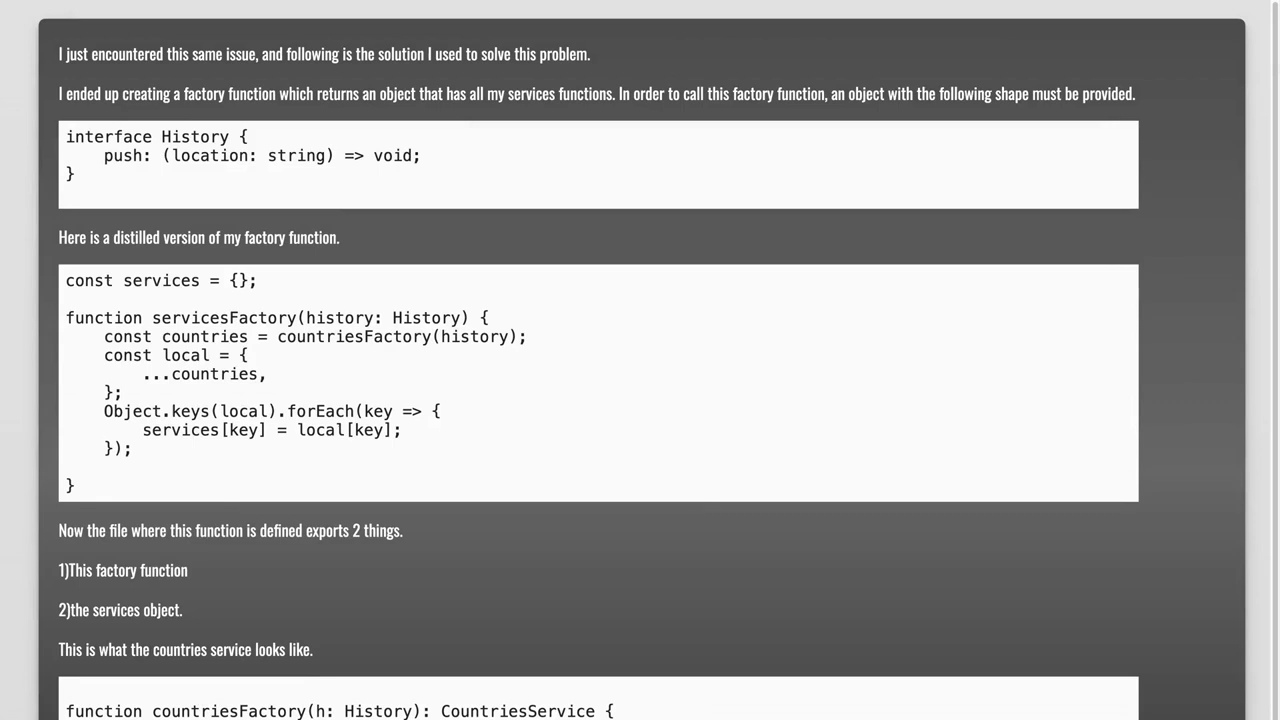 I just encountered this same issue, and following is the solution I used to solve this problem.
I ended up creating a factory function which returns an object that has all my services functions. In order to call this factory function, an object with the following shape must be provided.
interface History {
    push: (location: string) => void;
}
Here is a distilled version of my factory function.
const services = {};
function servicesFactory(history: History) {
    const countries = countriesFactory(history);
    const local = {
        ...countries,
    };
    Object.keys(local).forEach(key => {
        services[key] = local[key];
    });
}
Now the file where this function is defined exports 2 things.
1)This factory function
2)the services object.
This is what the countries service looks like.
function countriesFactory(h: History): CountriesService {